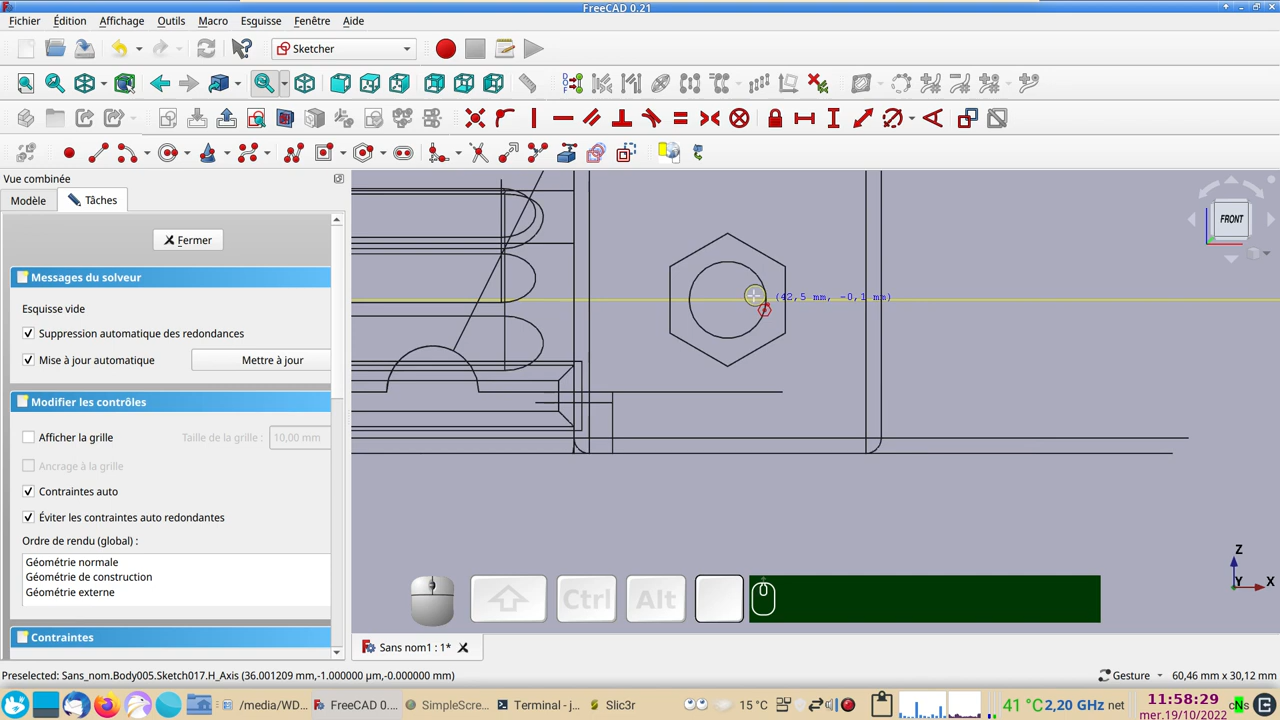 FreeCAD 0.21
Fichier Édition Affichage Outils Macro Esquisse Fenêtre Aide
Sketcher
Vue combinée
Modèle Tâches
Fermer
FRONT
Messages du solveur
Esquisse vide
(42,5 mm, -0,1 mm)
Suppression automatique des redondances
Mise à jour automatique Mettre à jour
Modifier les contrôles
Afficher la grille Taille de la grille : 10,00 mm
Ancrage à la grille
Contraintes auto
Éviter les contraintes auto redondantes
Ordre de rendu (global) :
Géométrie normale
Géométrie de construction
Géométrie externe
Z
Y X
Ctrl Alt
Contraintes
Sans nom1 : 1*
Preselected: Sans_nom.Body005.Sketch017.H_Axis (36.001209 mm,-1.000000 µm,-0.000000 mm)
Gesture 60,46 mm x 30,12 mm
/media/WD... FreeCAD 0... SimpleScre... Terminal - j... Slic3r 15 °C 41 °C 2,20 GHz net 11:58:29 cNs
mer.19/10/2022